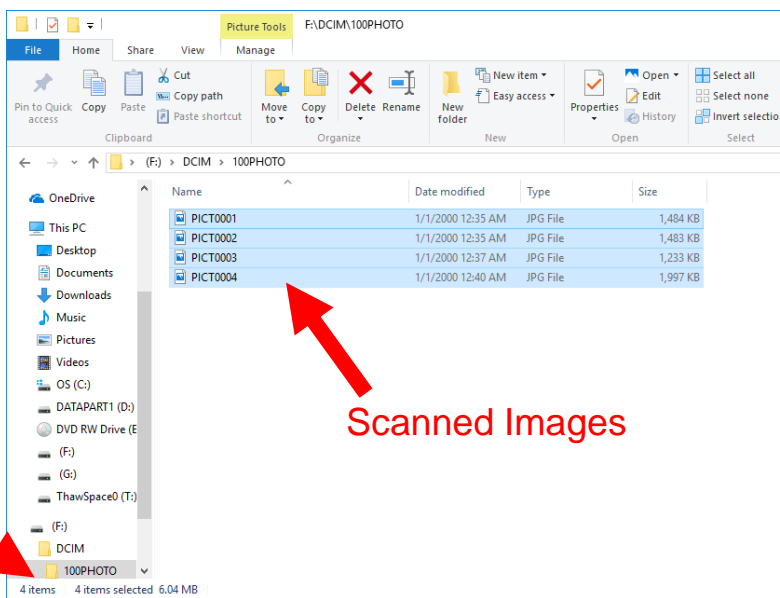 Picture Tools F:\DCIM\100PHOTO
File Home Share View Manage
Pin to Quick access
Copy
Paste
Cut
Copy path
Paste shortcut
Clipboard
Move to
Copy to
Delete
Rename
Organize
New folder
New item
Easy access
New
Properties
Open
Edit
History
Open
Select all
Select none
Invert selectio
Select
(F:) DCIM 100PHOTO
Name Date modified Type Size
PICT0001 1/1/2000 12:35 AM JPG File 1,484 KB
PICT0002 1/1/2000 12:35 AM JPG File 1,483 KB
PICT0003 1/1/2000 12:37 AM JPG File 1,233 KB
PICT0004 1/1/2000 12:40 AM JPG File 1,997 KB
OneDrive
This PC
Desktop
Documents
Downloads
Music
Pictures
Videos
OS (C:)
DATAPART1 (D:)
DVD RW Drive (E
(F:)
(G:)
ThawSpace0 (T:)
(F:)
DCIM
100PHOTO
Scanned Images
4 items 4 items selected 6.04 MB